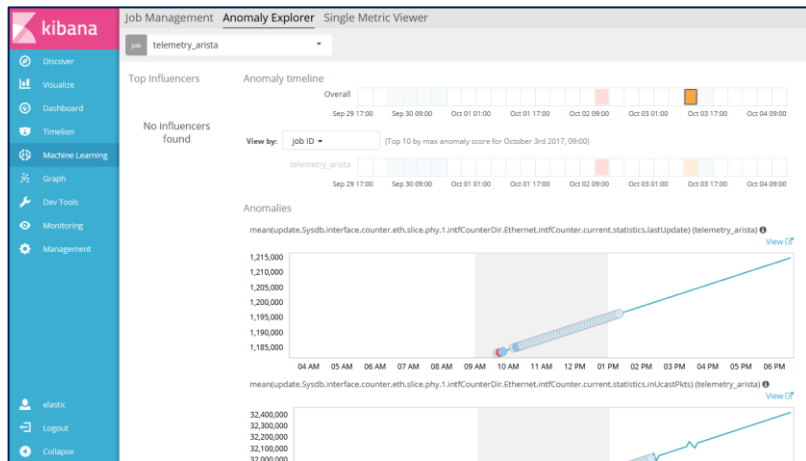 kibana
Discover
Visualize
Dashboard
Timelion
Machine Learning
Graph
Dev Tools
Monitoring
Management
elastic
Logout
Collapse
Job Management Anomaly Explorer Single Metric Viewer
Job telemetry_arista
Top Influencers
No influencers
found
Anomaly timeline
Overall
Sep 29 17:00 Sep 30 09:00 Oct 01 01:00 Oct 01 17:00 Oct 02 09:00 Oct 03 01:00 Oct 03 17:00 Oct 04 09:00
View by: job ID (Top 10 by max anomaly score for October 3rd 2017, 09:00)
telemetry_arista
Sep 29 17:00 Sep 30 09:00 Oct 01 01:00 Oct 01 17:00 Oct 02 09:00 Oct 03 01:00 Oct 03 17:00 Oct 04 09:00
Anomalies
mean(update.Sysdb.interface.counter.eth.slice.phy.1.intfCounterDir.Ethernet.intfCounter.current.statistics.lastUpdate) (telemetry_arista)
View
1,215,000
1,210,000
1,205,000
1,200,000
1,195,000
1,190,000
1,185,000
04 AM 05 AM 06 AM 07 AM 08 AM 09 AM 10 AM 11 AM 12 PM 01 PM 02 PM 03 PM 04 PM 05 PM 06 PM
mean(update.Sysdb.interface.counter.eth.slice.phy.1.intfCounterDir.Ethernet.intfCounter.current.statistics.inUcastPkts) (telemetry_arista)
View
32,400,000
32,300,000
32,200,000
32,100,000
32,000,000